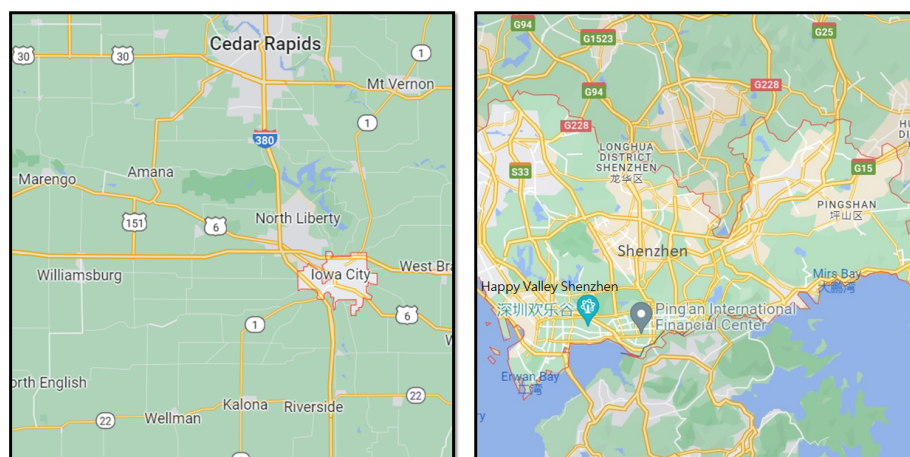 Cedar Rapids
30
30
1
Mt Vernon
1
380
Marengo
Amana
151
6
North Liberty
Williamsburg
Iowa City
West Bra
1
6
orth English
22
Wellman
Kalona
Riverside
22
G94
G1523
G25
G94
G228
G228
LONGHUA
DISTRICT,
SHENZHEN
龙华区
S33
G15
PINGSHAN
坪山区
Shenzhen
Mirs Bay
大鹏湾
Happy Valley Shenzhen
深圳欢乐谷
Ping'an International
Financial Center
Erwan Bay